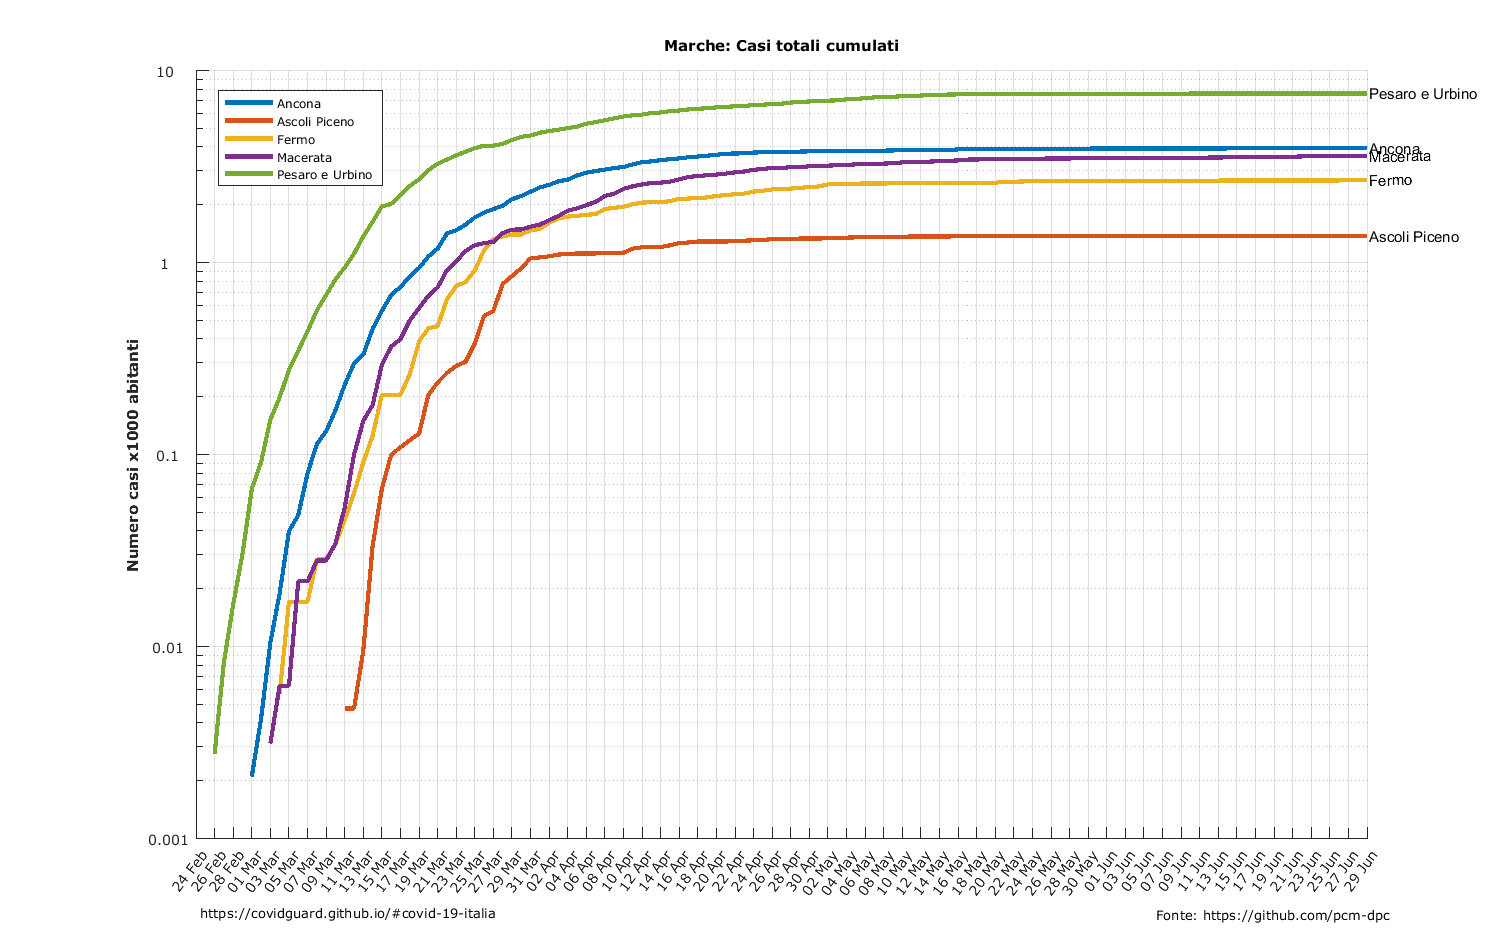 Marche: Casi totali cumulati
10
1
0.1
0.01
0.001
Numero casi x1000 abitanti
Ancona
Ascoli Piceno
Fermo
Macerata
Pesaro e Urbino
Pesaro e Urbino
Ancona
Macerata
Fermo
Ascoli Piceno
24 Feb
26 Feb
28 Feb
01 Mar
03 Mar
05 Mar
07 Mar
09 Mar
11 Mar
13 Mar
15 Mar
17 Mar
19 Mar
21 Mar
23 Mar
25 Mar
27 Mar
29 Mar
31 Mar
02 Apr
04 Apr
06 Apr
08 Apr
10 Apr
12 Apr
14 Apr
16 Apr
18 Apr
20 Apr
22 Apr
24 Apr
26 Apr
28 Apr
30 Apr
02 May
04 May
06 May
08 May
10 May
12 May
14 May
16 May
18 May
20 May
22 May
24 May
26 May
28 May
30 May
01 Jun
03 Jun
05 Jun
07 Jun
09 Jun
11 Jun
13 Jun
15 Jun
17 Jun
19 Jun
21 Jun
23 Jun
25 Jun
27 Jun
29 Jun
https://covidguard.github.io/#covid-19-italia
Fonte: https://github.com/pcm-dpc